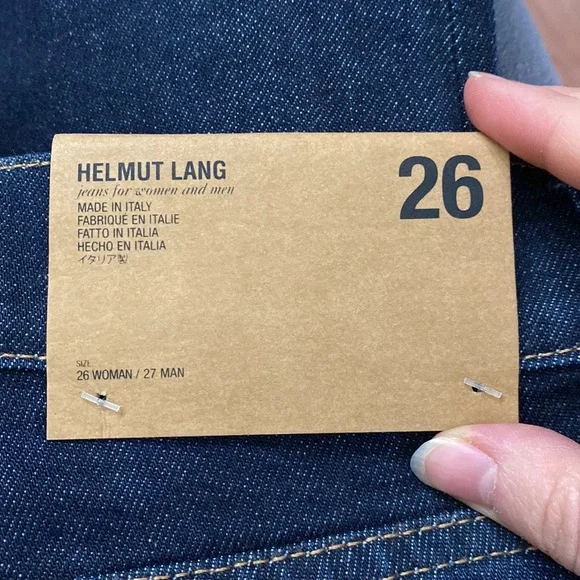 HELMUT LANG
jeans for women and men
MADE IN ITALY
FABRIQUÉ EN ITALIE
FATTO IN ITALIA
HECHO EN ITALIA
イタリア製
26
SIZE
26 WOMAN / 27 MAN